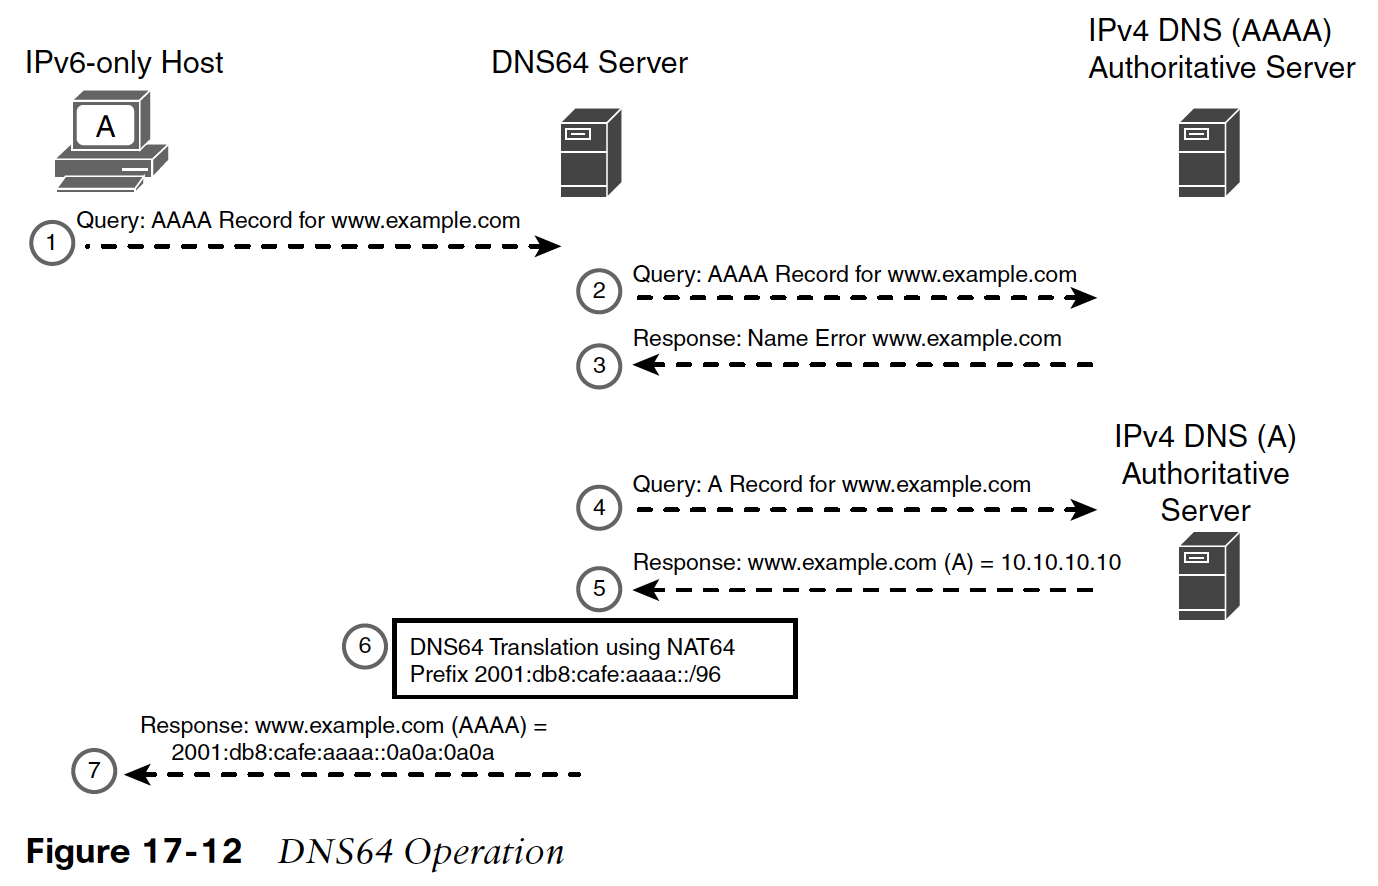 IPv6-only Host
DNS64 Server
IPv4 DNS (AAAA)
Authoritative Server
A
1
Query: AAAA Record for www.example.com
2
Query: AAAA Record for www.example.com
3
Response: Name Error www.example.com
IPv4 DNS (A)
Authoritative
Server
4
Query: A Record for www.example.com
5
Response: www.example.com (A) = 10.10.10.10
6
DNS64 Translation using NAT64
Prefix 2001:db8:cafe:aaaa::/96
7
Response: www.example.com (AAAA) =
2001:db8:cafe:aaaa::0a0a:0a0a
Figure 17-12 DNS64 Operation